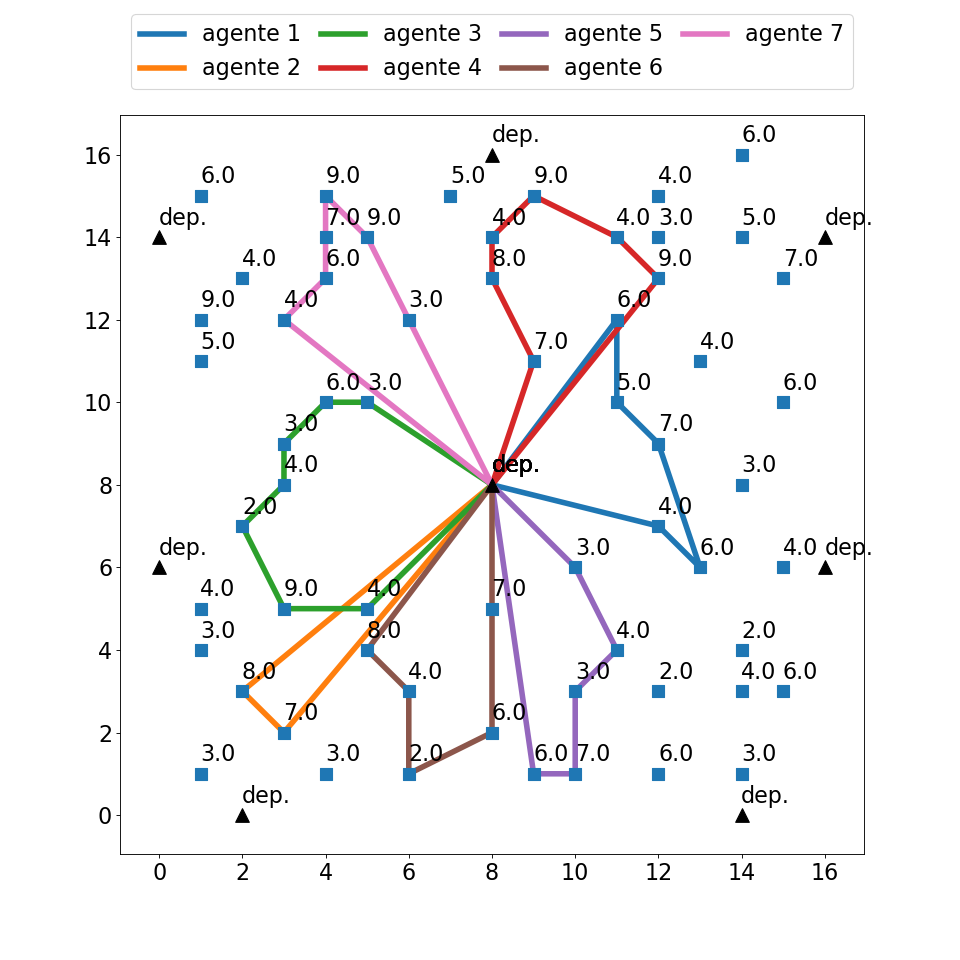 agente 1 agente 3 agente 5 agente 7
agente 2 agente 4 agente 6
6.0
dep.
16
6.0 9.0 5.0 9.0 4.0
dep. 7.0 9.0 4.0 4.0 3.0 5.0 dep.
14
4.0 6.0 8.0 9.0 7.0
9.0 4.0 3.0 6.0
12
5.0 7.0 4.0
6.0 3.0 5.0 6.0
10
3.0 7.0
4.0 dep. 3.0
8
2.0 4.0
dep. 3.0 6.0 4.0 dep.
6
4.0 9.0 4.0 7.0
3.0 8.0 4.0 2.0
4
8.0 4.0 3.0 2.0 4.0 6.0
7.0 6.0
2
3.0 3.0 2.0 6.0 7.0 6.0 3.0
dep. dep.
0
0 2 4 6 8 10 12 14 16